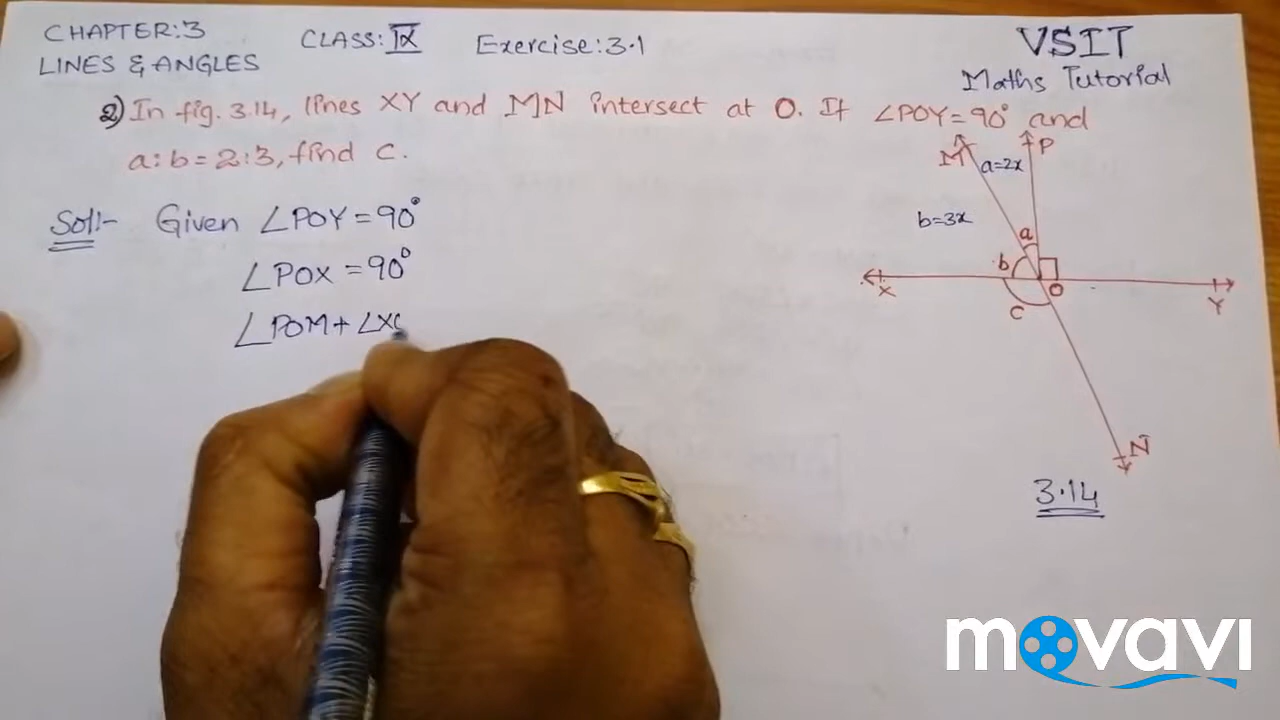 CHAPTER:3
LINES & ANGLES
CLASS: IX
Exercise:3.1
VSIT
Maths Tutorial
2) In fig. 3.14, lines XY and MN intersect at O. If ∠POY = 90° and
a:b = 2:3, find C.
Sol:- Given ∠POY = 90°
∠POX = 90°
∠POM + ∠XO
M
P
a=2x
b=3x
a
b
X
O
Y
C
N
3.14
movavi